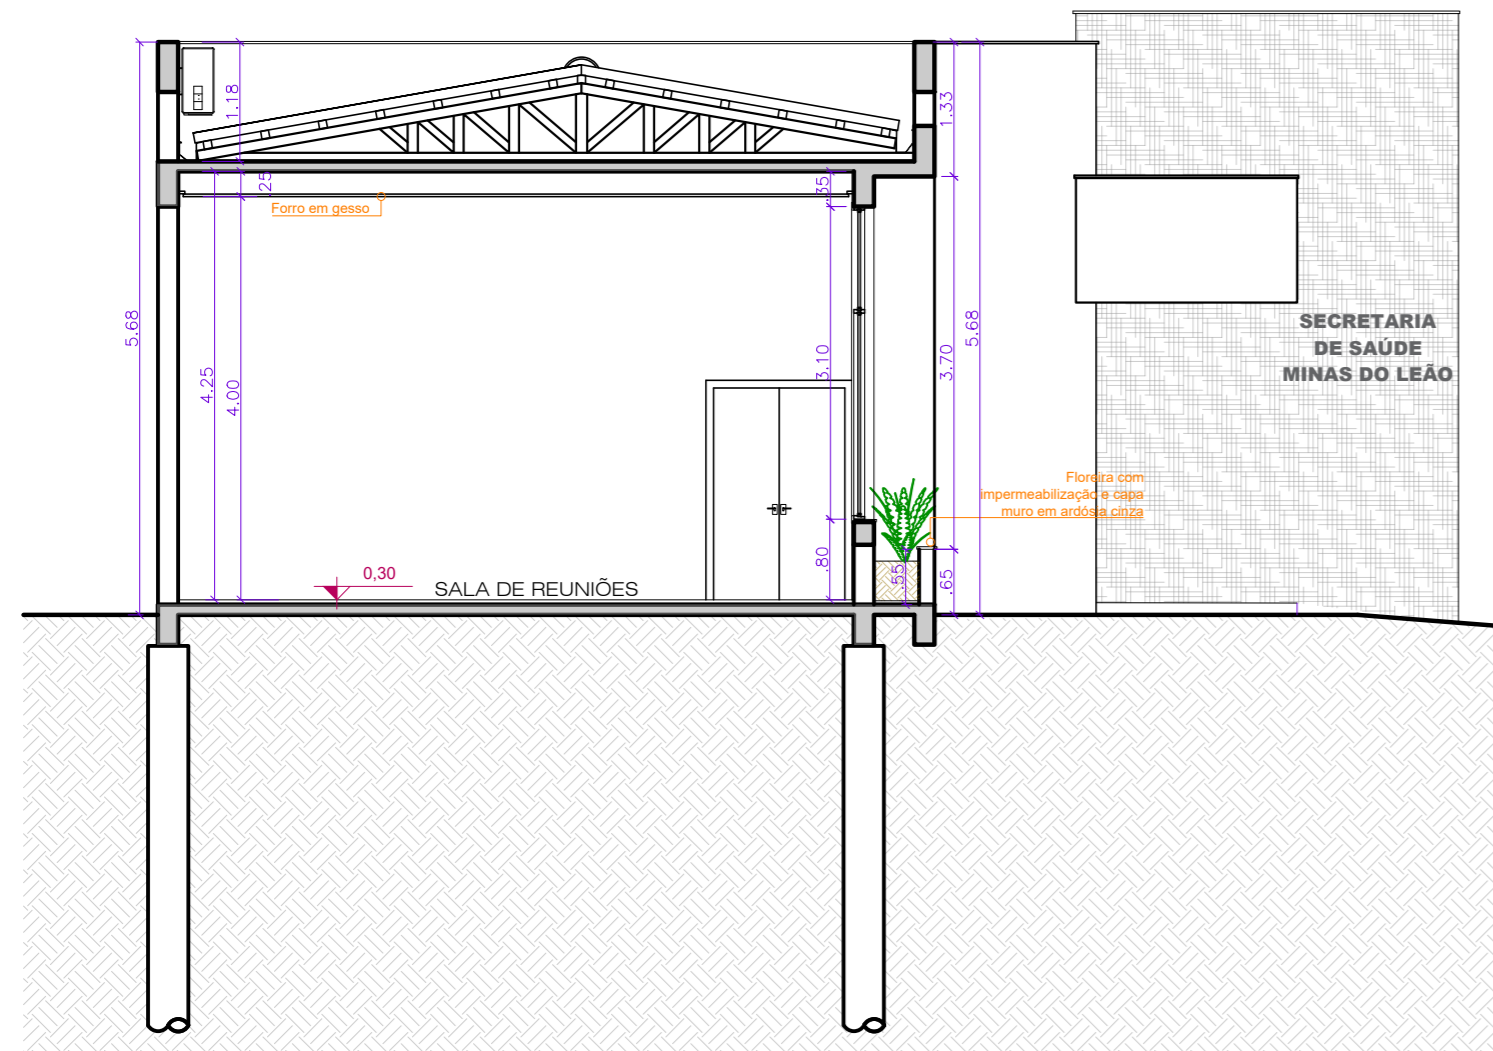 1.18
1.33
.25
.35
Forro em gesso
5.68
4.25
4.00
3.10
3.70
5.68
SECRETARIA
DE SAÚDE
MINAS DO LEÃO
Floreira com
impermeabilização e capa
muro em ardósia cinza
.80
.55
.65
0,30
SALA DE REUNIÕES